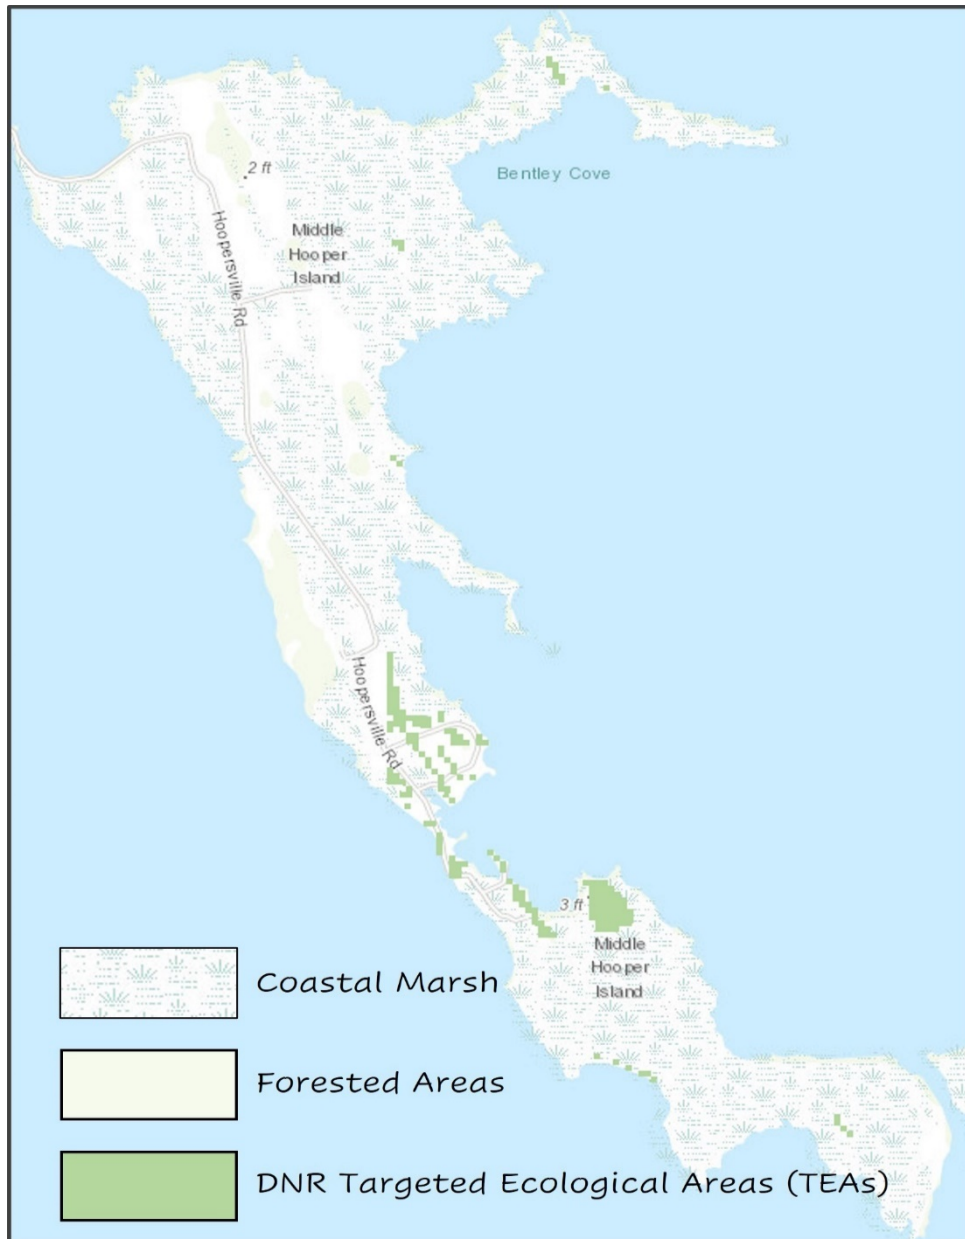 Bentley Cove
2 ft
Middle
Hooper
Island
Hoopersville Rd
Hoopersville Rd
3 ft
Middle
Hooper
Island
Coastal Marsh
Forested Areas
DNR Targeted Ecological Areas (TEAs)